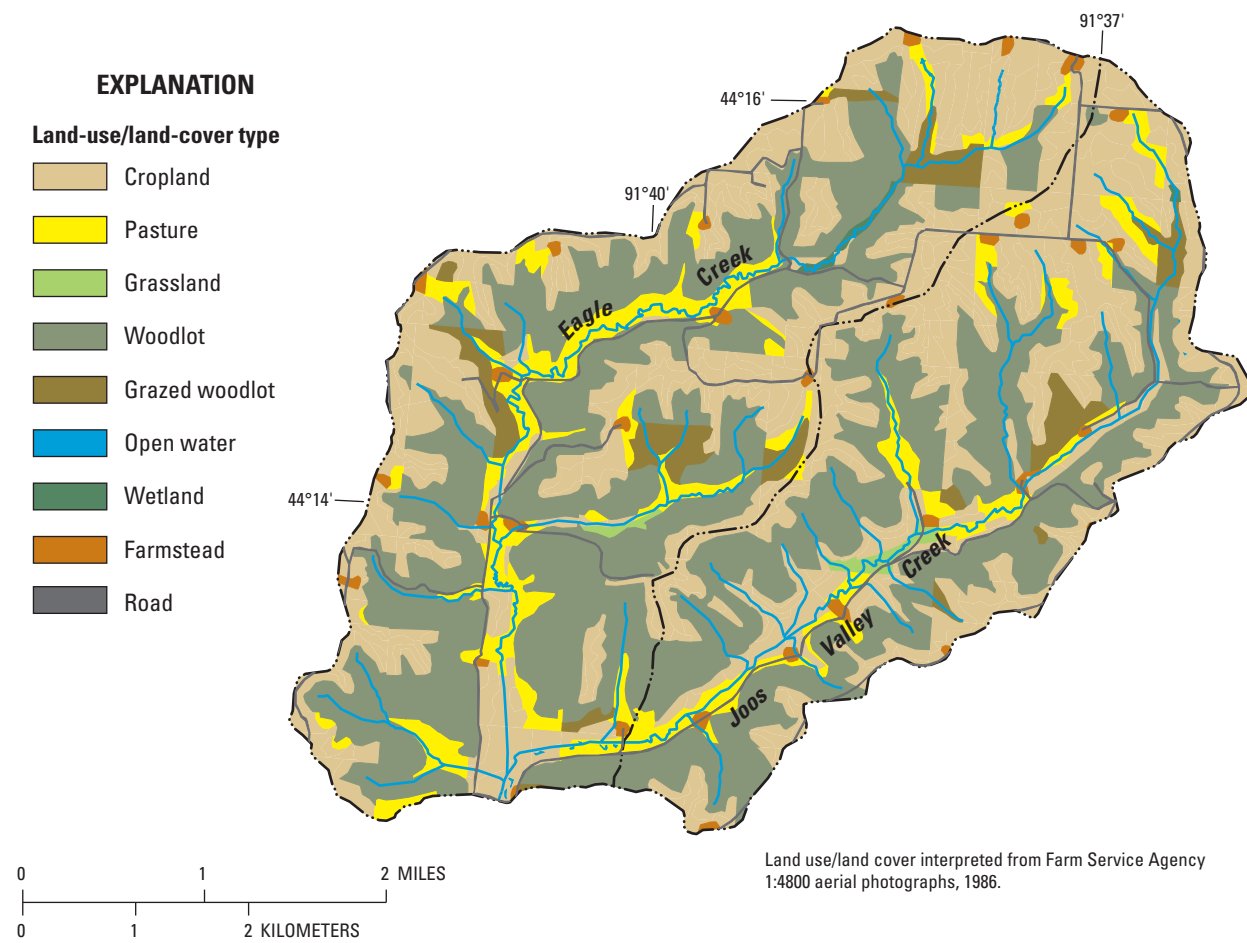 91°37'
EXPLANATION
44°16'
Land-use/land-cover type
Cropland
91°40'
Pasture
Creek
Grassland
Eagle
Woodlot
Grazed woodlot
Open water
Wetland
44°14'
Farmstead
Creek
Road
Valley
Joos
0 1 2 MILES
0 1 2 KILOMETERS
Land use/land cover interpreted from Farm Service Agency
1:4800 aerial photographs, 1986.